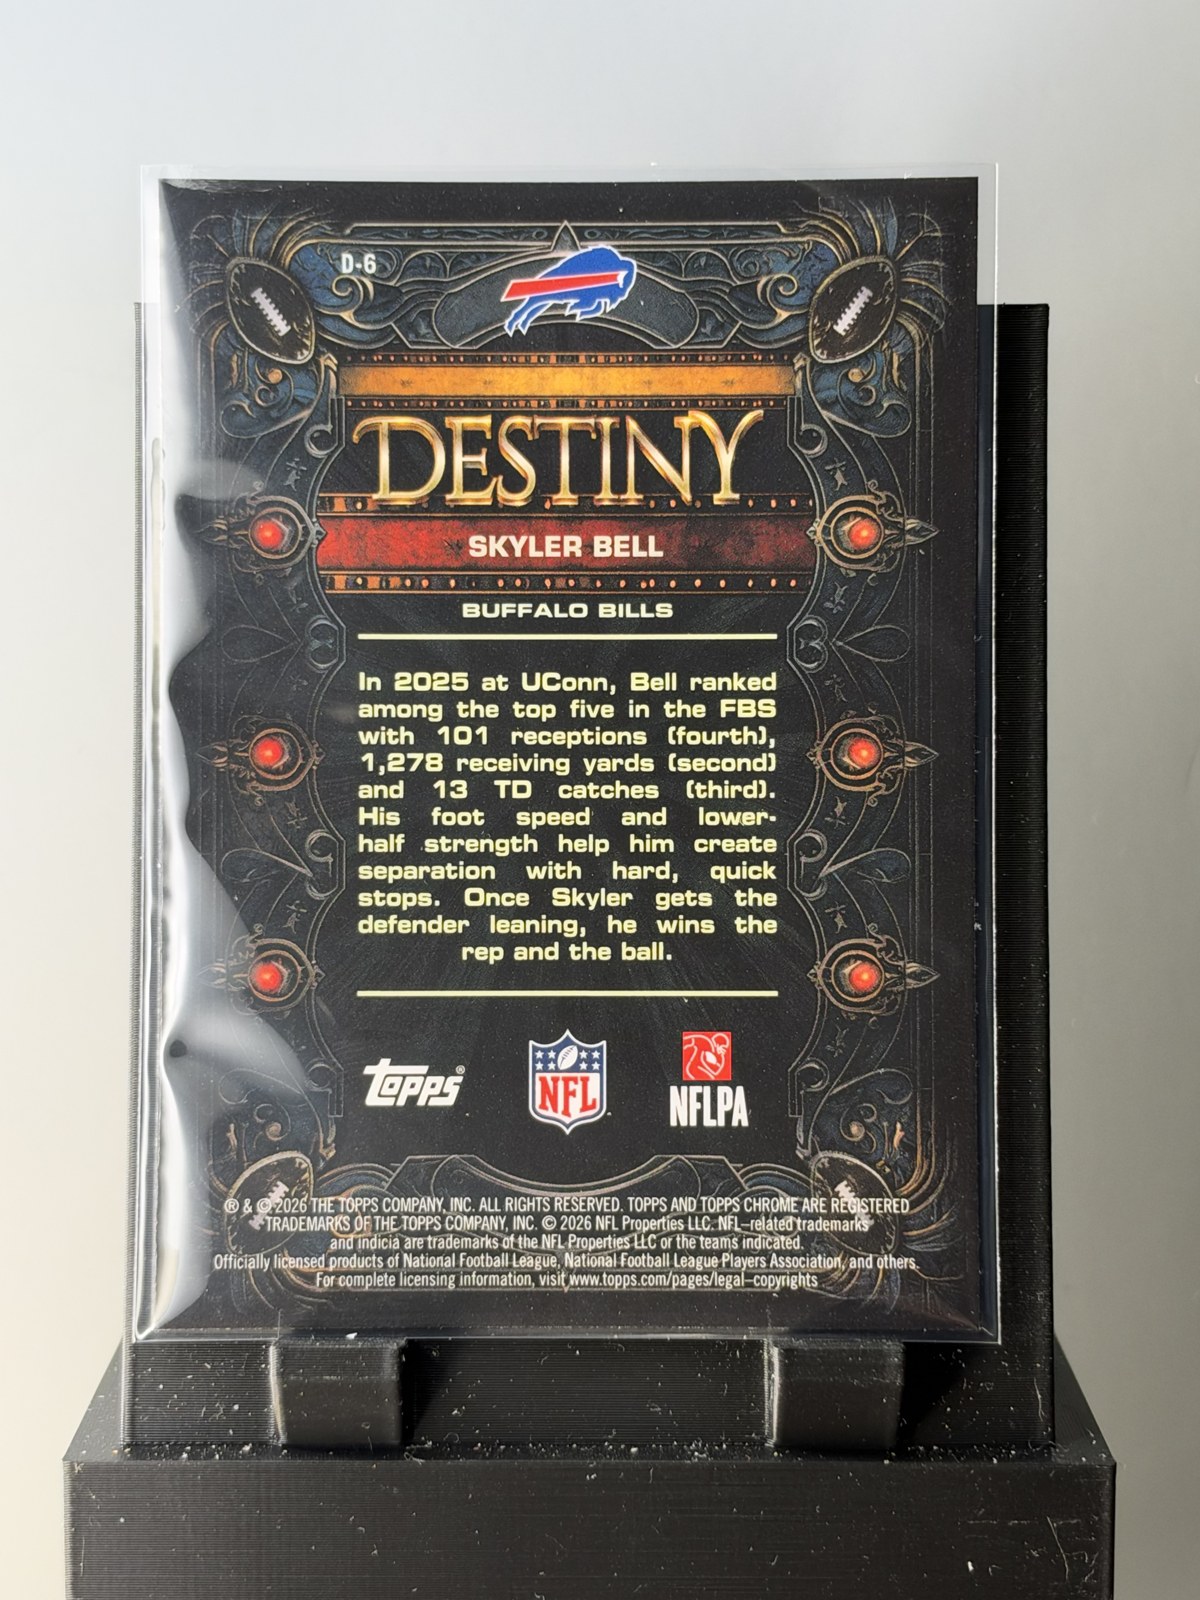 D-6
DESTINY
SKYLER BELL
BUFFALO BILLS
In 2025 at UConn, Bell ranked
among the top five in the FBS
with 101 receptions (fourth),
1,278 receiving yards (second)
and 13 TD catches (third).
His foot speed and lower-
half strength help him create
separation with hard, quick
stops. Once Skyler gets the
defender leaning, he wins the
rep and the ball.
topps® NFL NFLPA
® & © 2026 THE TOPPS COMPANY, INC. ALL RIGHTS RESERVED. TOPPS AND TOPPS CHROME ARE REGISTERED
TRADEMARKS OF THE TOPPS COMPANY, INC. © 2026 NFL Properties LLC. NFL-related trademarks
and indicia are trademarks of the NFL Properties LLC or the teams indicated.
Officially licensed products of National Football League, National Football League Players Association, and others.
For complete licensing information, visit www.topps.com/pages/legal-copyrights